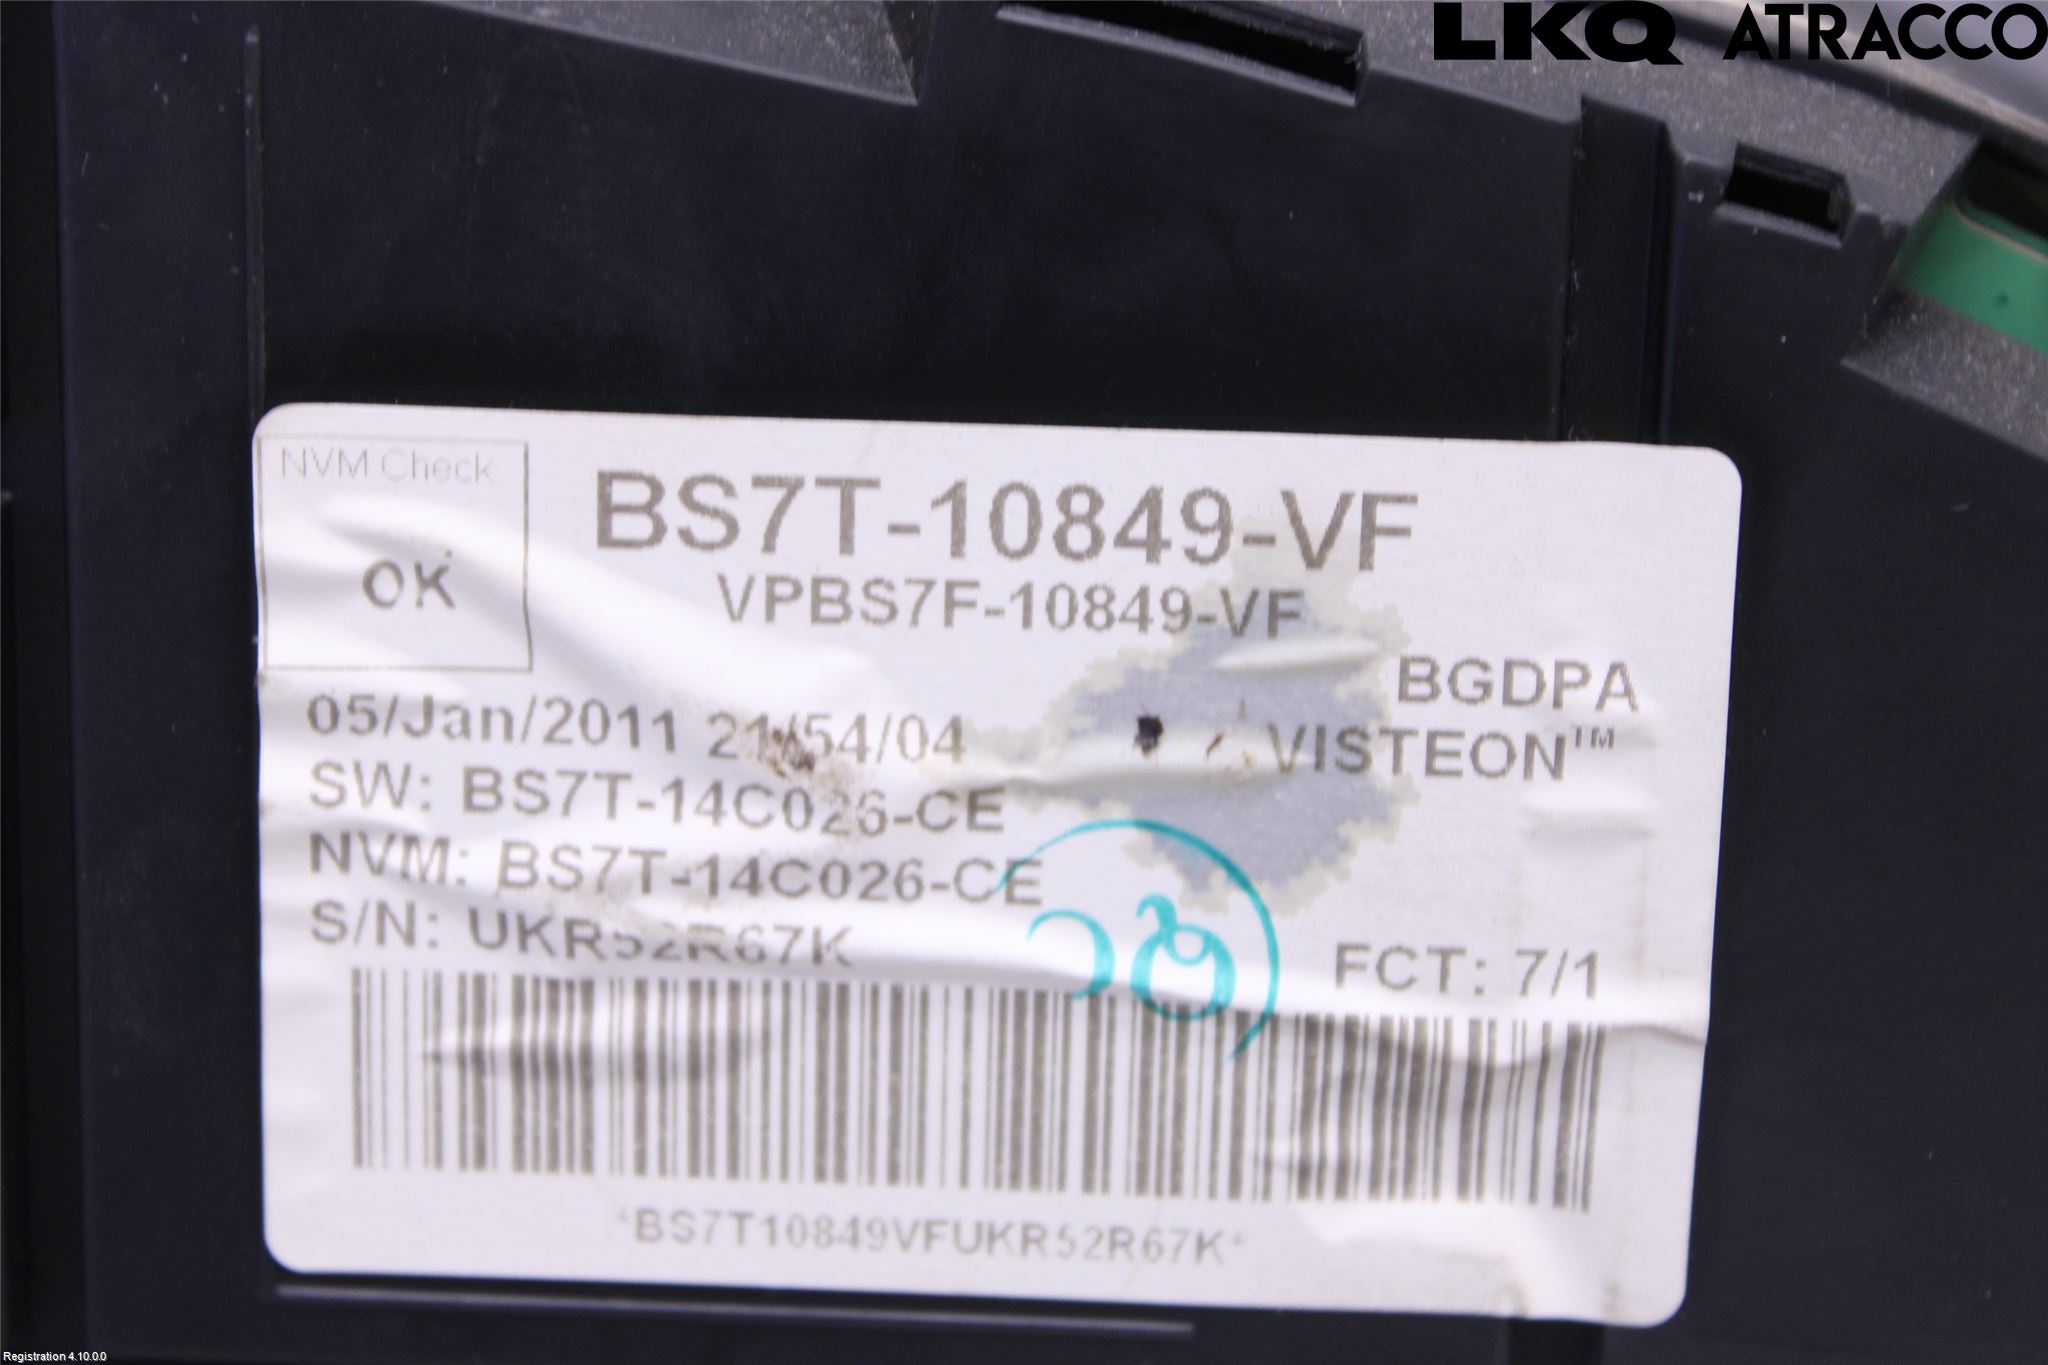 LKQ ATRACCO
NVM Check
OK
BS7T-10849-VF
VPBS7F-10849-VF
BGDPA
VISTEON™
05/Jan/2011 21/54/04
SW: BS7T-14C026-CE
NVM: BS7T-14C026-CE
S/N: UKR52R67K
FCT: 7/1
*BS7T10849VFUKR52R67K*
Registration 4.10.0.0